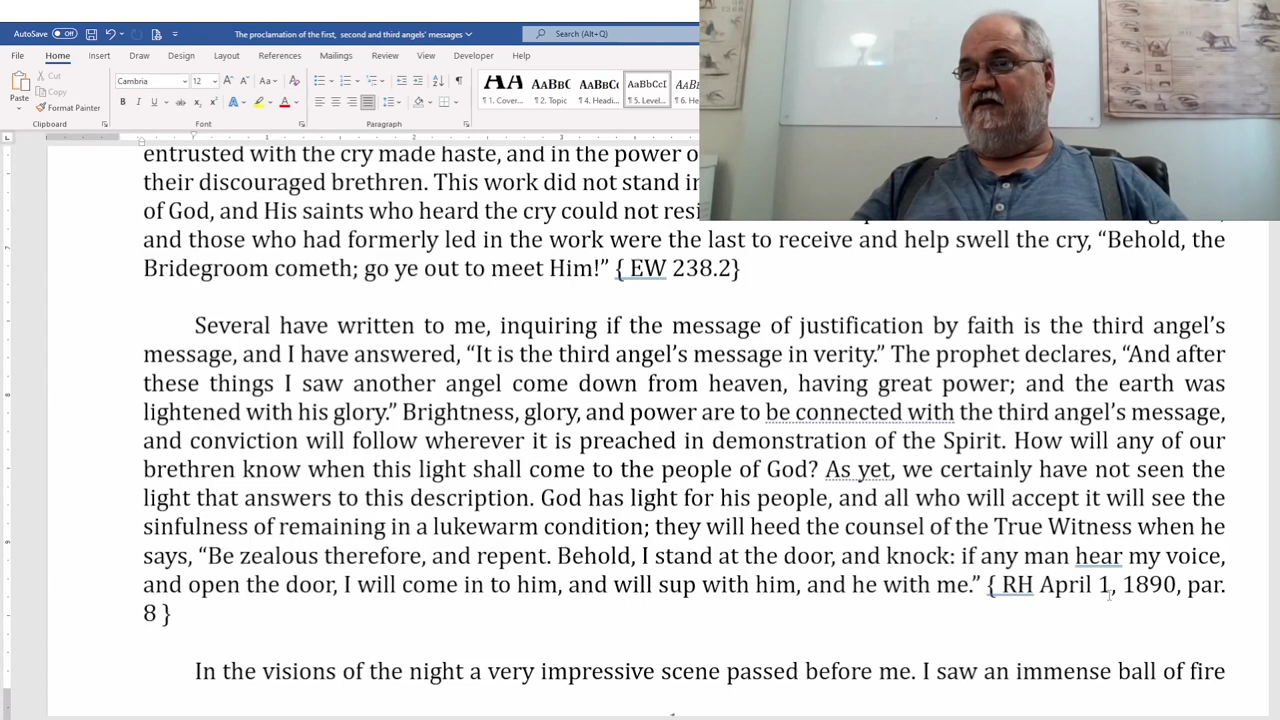 AutoSave Off
The proclamation of the first, second and third angels' messages
Search (Alt+Q)
File Home Insert Draw Design Layout References Mailings Review View Developer Help
Paste
Cut
Copy
Format Painter
Clipboard
Cambria 12
Font
Paragraph
AA AaBbC AaBbC AaBbCcI AaBb
¶ 1. Cover... ¶ 2. Topic ¶ 4. Headi... ¶ 5. Level... ¶ 6. He
entrusted with the cry made haste, and in the power o
their discouraged brethren. This work did not stand in
of God, and His saints who heard the cry could not resi
and those who had formerly led in the work were the last to receive and help swell the cry, “Behold, the
Bridegroom cometh; go ye out to meet Him!” { EW 238.2}
Several have written to me, inquiring if the message of justification by faith is the third angel’s
message, and I have answered, “It is the third angel’s message in verity.” The prophet declares, “And after
these things I saw another angel come down from heaven, having great power; and the earth was
lightened with his glory.” Brightness, glory, and power are to be connected with the third angel’s message,
and conviction will follow wherever it is preached in demonstration of the Spirit. How will any of our
brethren know when this light shall come to the people of God? As yet, we certainly have not seen the
light that answers to this description. God has light for his people, and all who will accept it will see the
sinfulness of remaining in a lukewarm condition; they will heed the counsel of the True Witness when he
says, “Be zealous therefore, and repent. Behold, I stand at the door, and knock: if any man hear my voice,
and open the door, I will come in to him, and will sup with him, and he with me.” { RH April 1, 1890, par.
8 }
In the visions of the night a very impressive scene passed before me. I saw an immense ball of fire